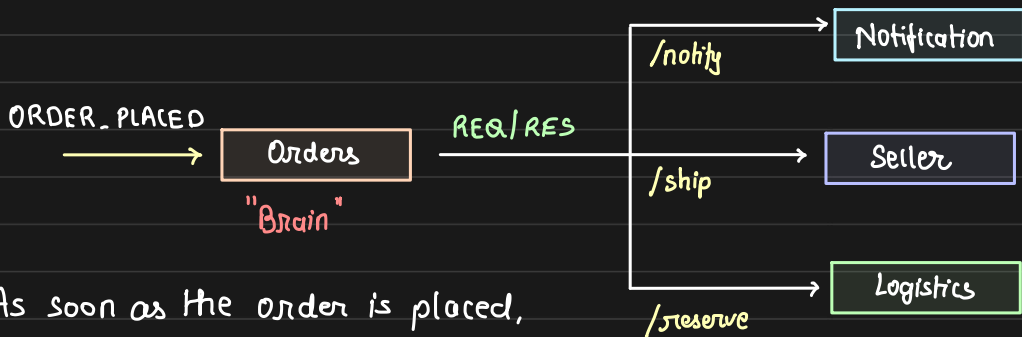 Notification
/notify
ORDER_PLACED
REQ/RES
Orders
Seller
/ship
"Brain"
Logistics
As soon as the order is placed,
/reserve